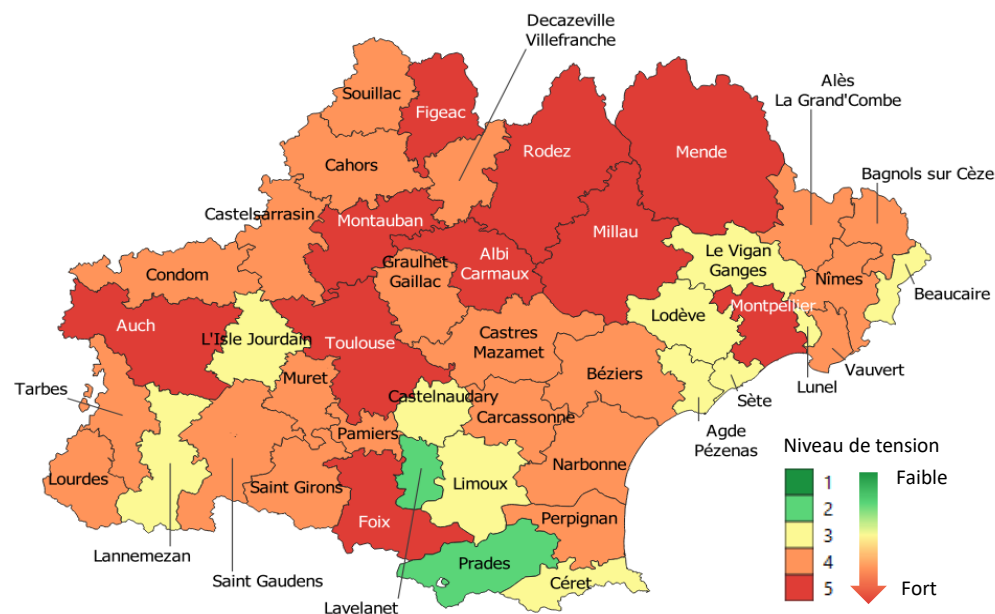 Decazeville
Villefranche
Souillac
Figeac
Alès
La Grand'Combe
Rodez
Mende
Cahors
Bagnols sur Cèze
Castelsarrasin
Montauban
Millau
Albi
Carmaux
Graulhet
Gaillac
Le Vigan
Ganges
Condom
Nîmes
Beaucaire
Montpellier
Auch
L'Isle Jourdain
Toulouse
Lodève
Castres
Mazamet
Muret
Béziers
Vauvert
Tarbes
Lunel
Castelnaudary
Sète
Carcassonne
Pamiers
Agde
Pézenas
Narbonne
Lourdes
Saint Girons
Limoux
Foix
Perpignan
Lannemezan
Prades
Saint Gaudens
Céret
Lavelanet
Niveau de tension
1
2
3
4
5
Faible
Fort